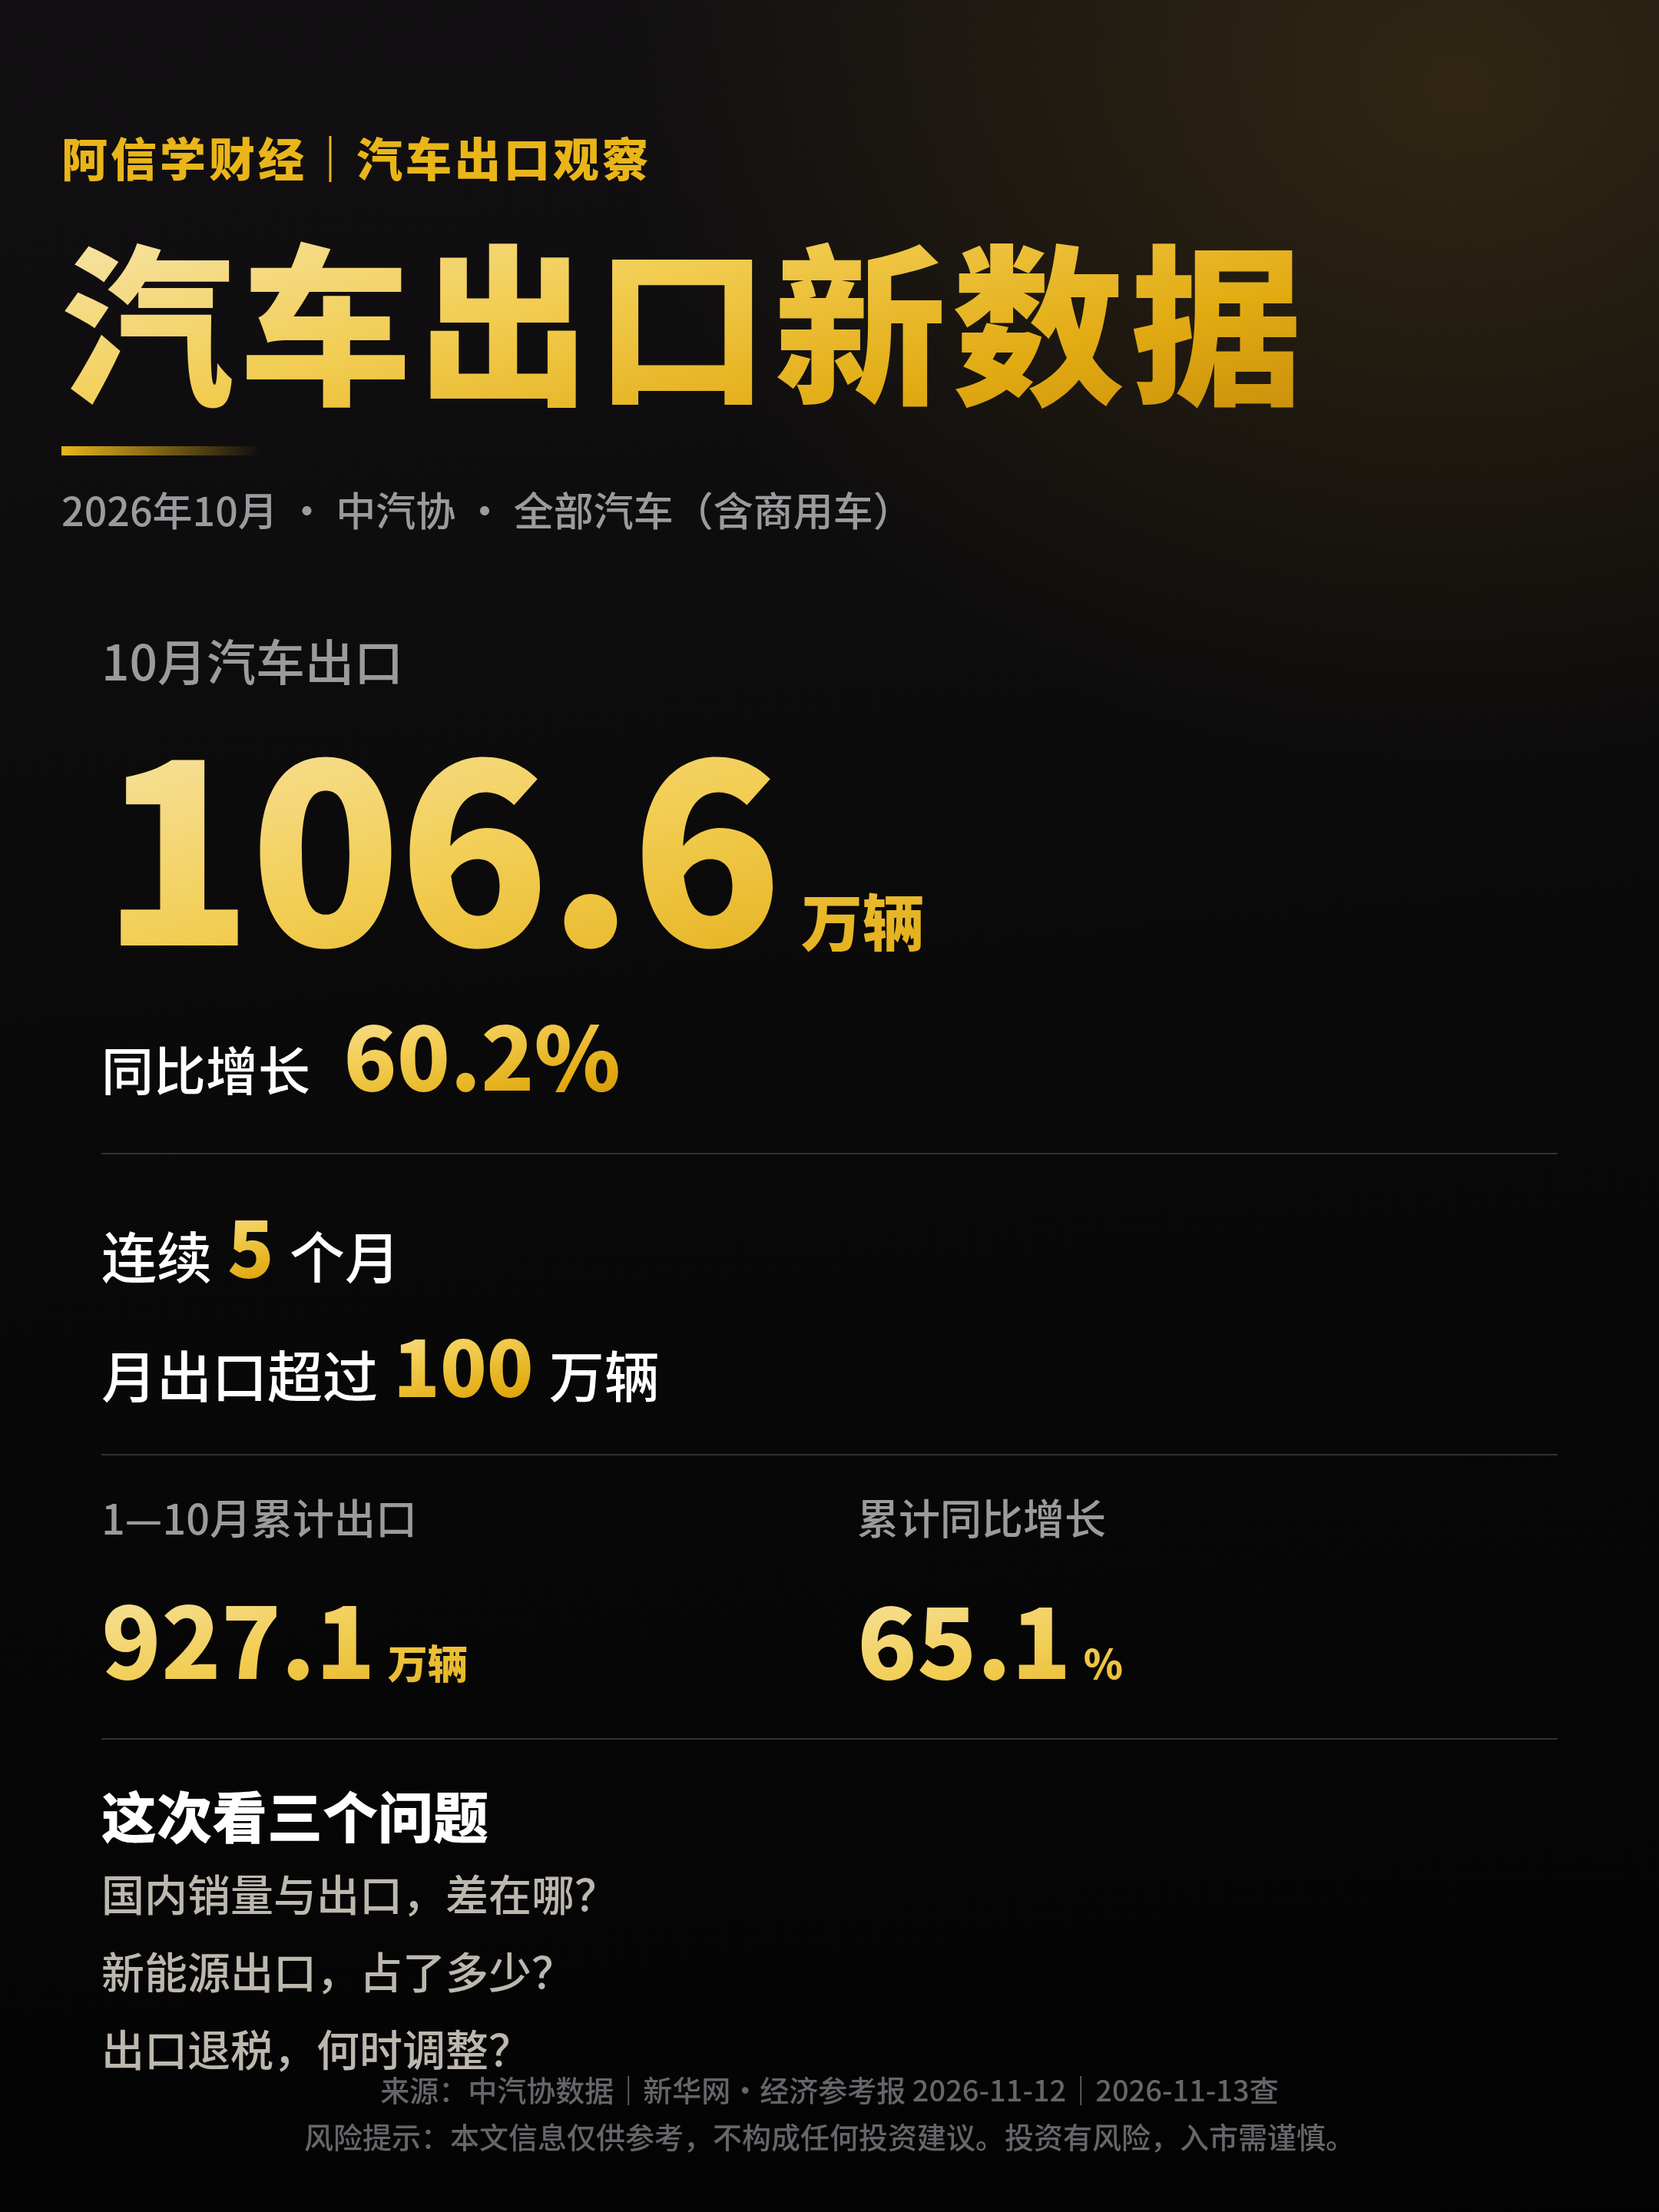 阿信学财经｜汽车出口观察
汽车出口新数据
2026年10月 · 中汽协 · 全部汽车（含商用车）
10月汽车出口
106.6 万辆
同比增长 60.2%
连续 5 个月
月出口超过 100 万辆
1—10月累计出口
927.1 万辆
累计同比增长
65.1 %
这次看三个问题
国内销量与出口，差在哪？
新能源出口，占了多少？
出口退税，何时调整？
来源：中汽协数据｜新华网·经济参考报 2026-11-12｜2026-11-13查
风险提示：本文信息仅供参考，不构成任何投资建议。投资有风险，入市需谨慎。